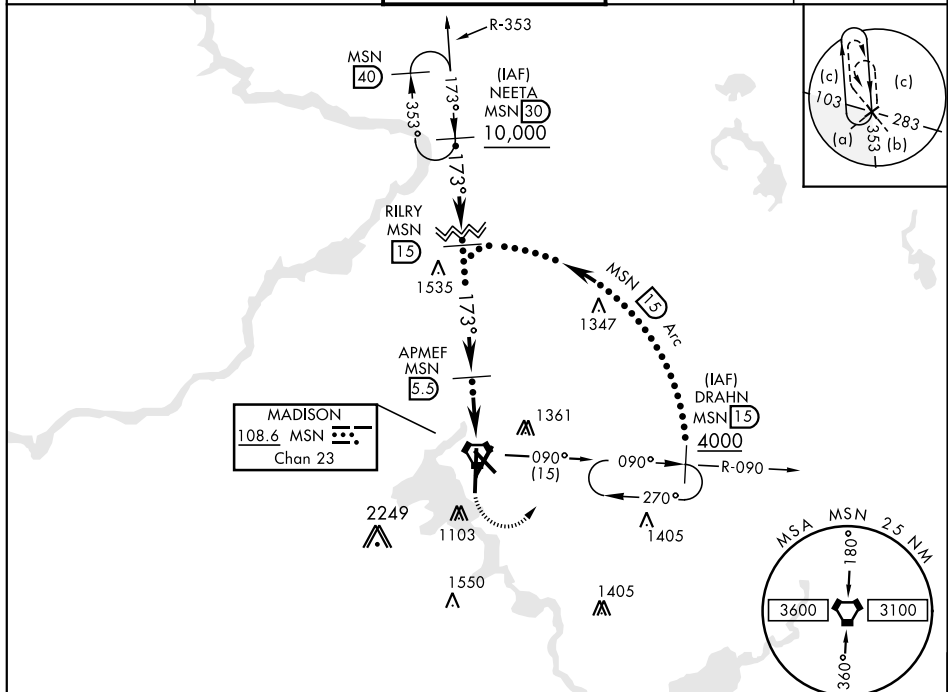 R-353
MSN
40
173°
353°
(IAF)
NEETA
MSN 30
10,000
173°
RILRY
MSN
15
1535
173°
MSN 15 Arc
1347
APMEF
MSN
5.5
(IAF)
DRAHN
MSN 15
4000
MADISON
108.6 MSN
Chan 23
1361
090°
(15)
090°
R-090
270°
1405
2249
1103
1550
1405
(c)
(c)
103
283
(a)
353
(b)
MSA MSN 25 NM
180°
3600
3100
360°